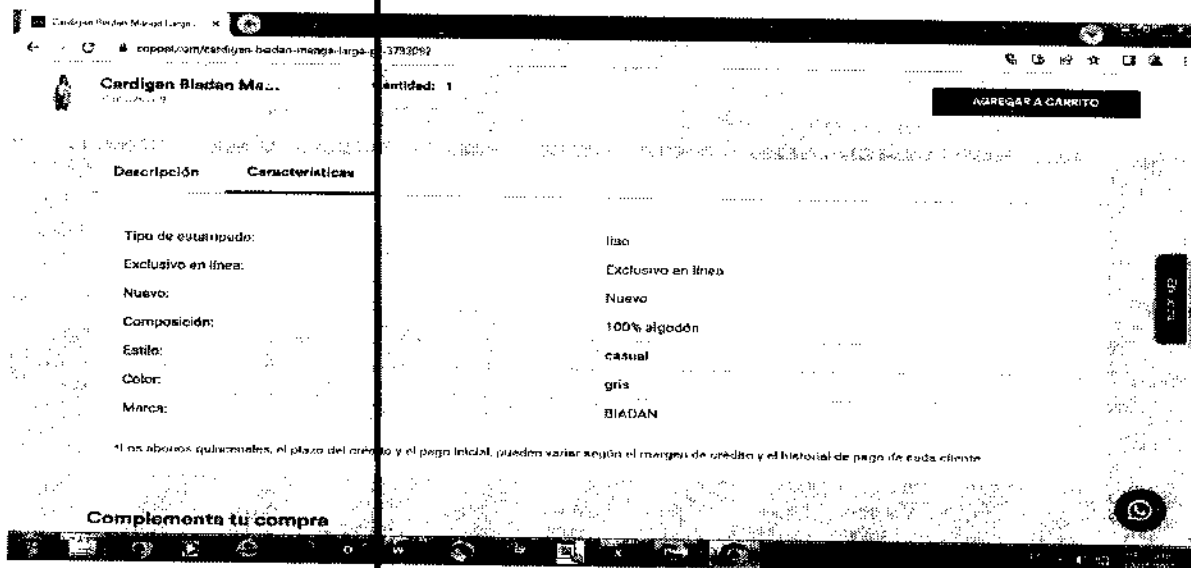 Cardigan Biadan Manga Larga
coppel.com/cardigan-biadan-manga-larga-pr-3793092
Cardigan Biadan Ma... Cantidad: 1
AGREGAR A CARRITO
Descripción Características
Tipo de estampado: liso
Exclusivo en línea: Exclusivo en línea
Nuevo: Nuevo
Composición: 100% algodón
Estilo: casual
Color: gris
Marca: BIADAN
*Los abonos quincenales, el plazo del crédito y el pago inicial, pueden variar según el margen de crédito y el historial de pago de cada cliente
Complementa tu compra